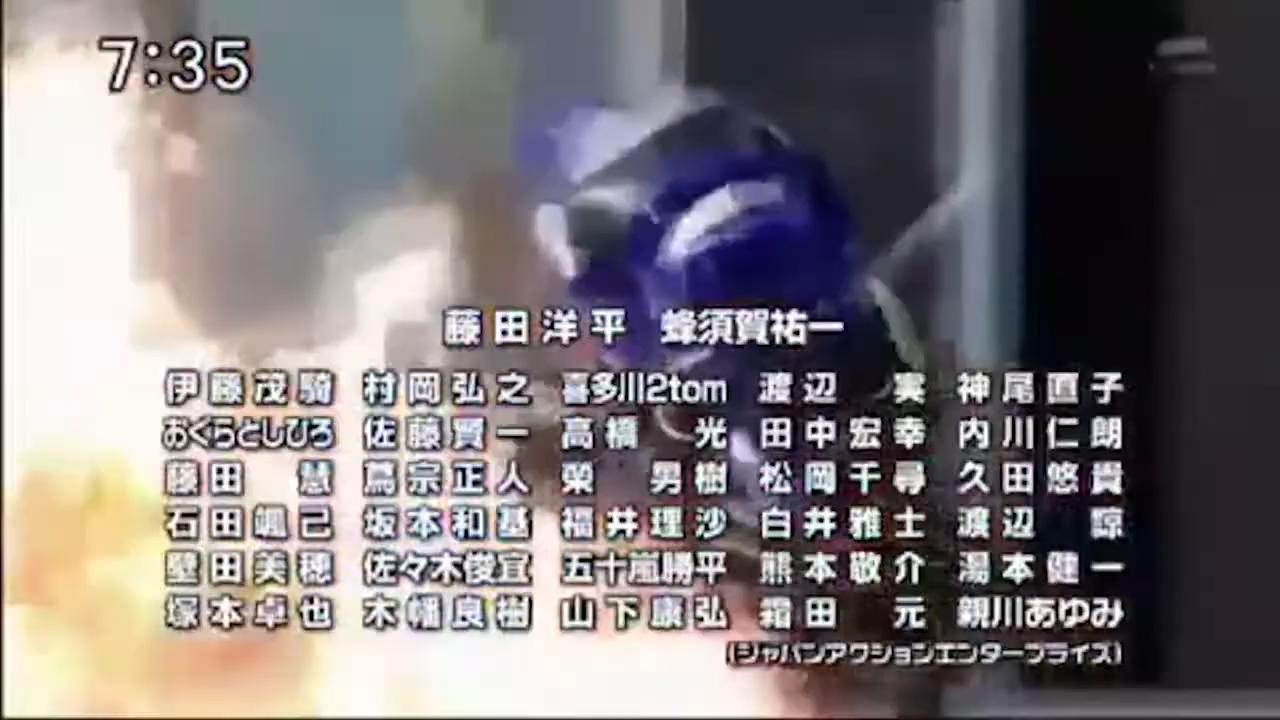 7:35
藤田洋平 蜂須賀祐一
伊藤茂騎 村岡弘之 喜多川2tom 渡辺実 神尾直子
おぐらとしひろ 佐藤賢一 高橋光 田中宏幸 内川仁朗
藤田慧 蔦宗正人 榮男樹 松岡千尋 久田悠貴
石田颯己 坂本和基 福井理沙 白井雅士 渡辺諒
壁田美穂 佐々木俊宜 五十嵐勝平 熊本敬介 湯本健一
塚本卓也 木幡良樹 山下康弘 霜田元 親川あゆみ
(ジャパンアクションエンタープライズ)